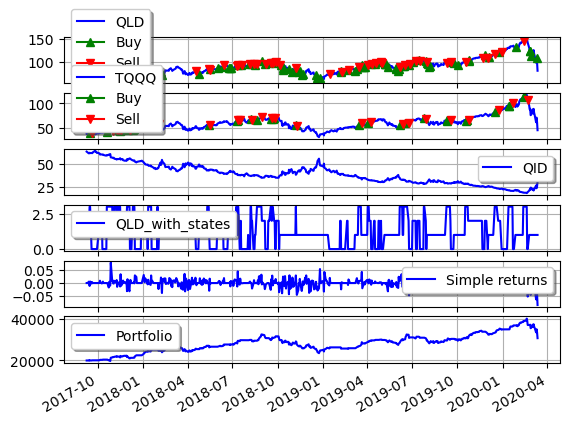 QLD
Buy
Sell
150
100
TQQQ
Buy
Sell
100
50
QID
50
25
QLD_with_states
2.5
0.0
Simple returns
0.05
0.00
−0.05
Portfolio
40000
20000
2017-10 2018-01 2018-04 2018-07 2018-10 2019-01 2019-04 2019-07 2019-10 2020-01 2020-04